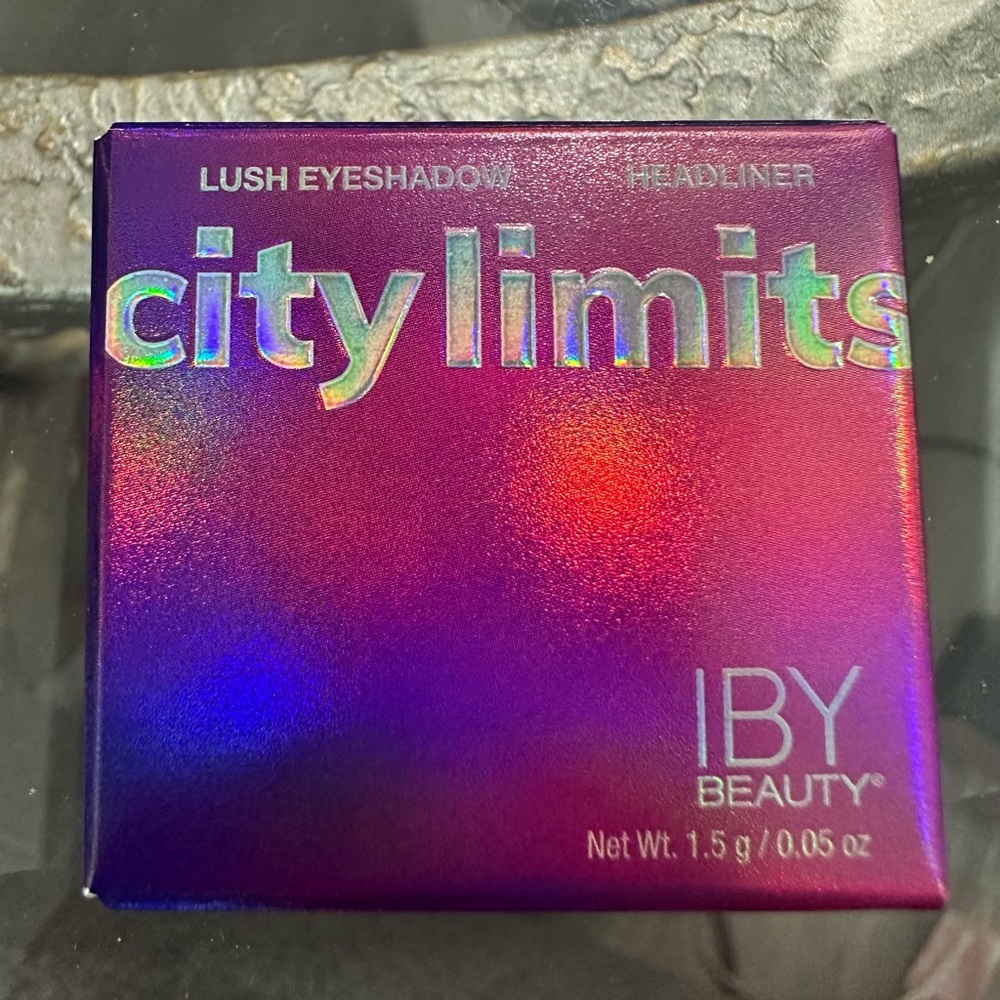 LUSH EYESHADOW HEADLINER
city limits
IBY
BEAUTY®
Net Wt. 1.5 g / 0.05 oz